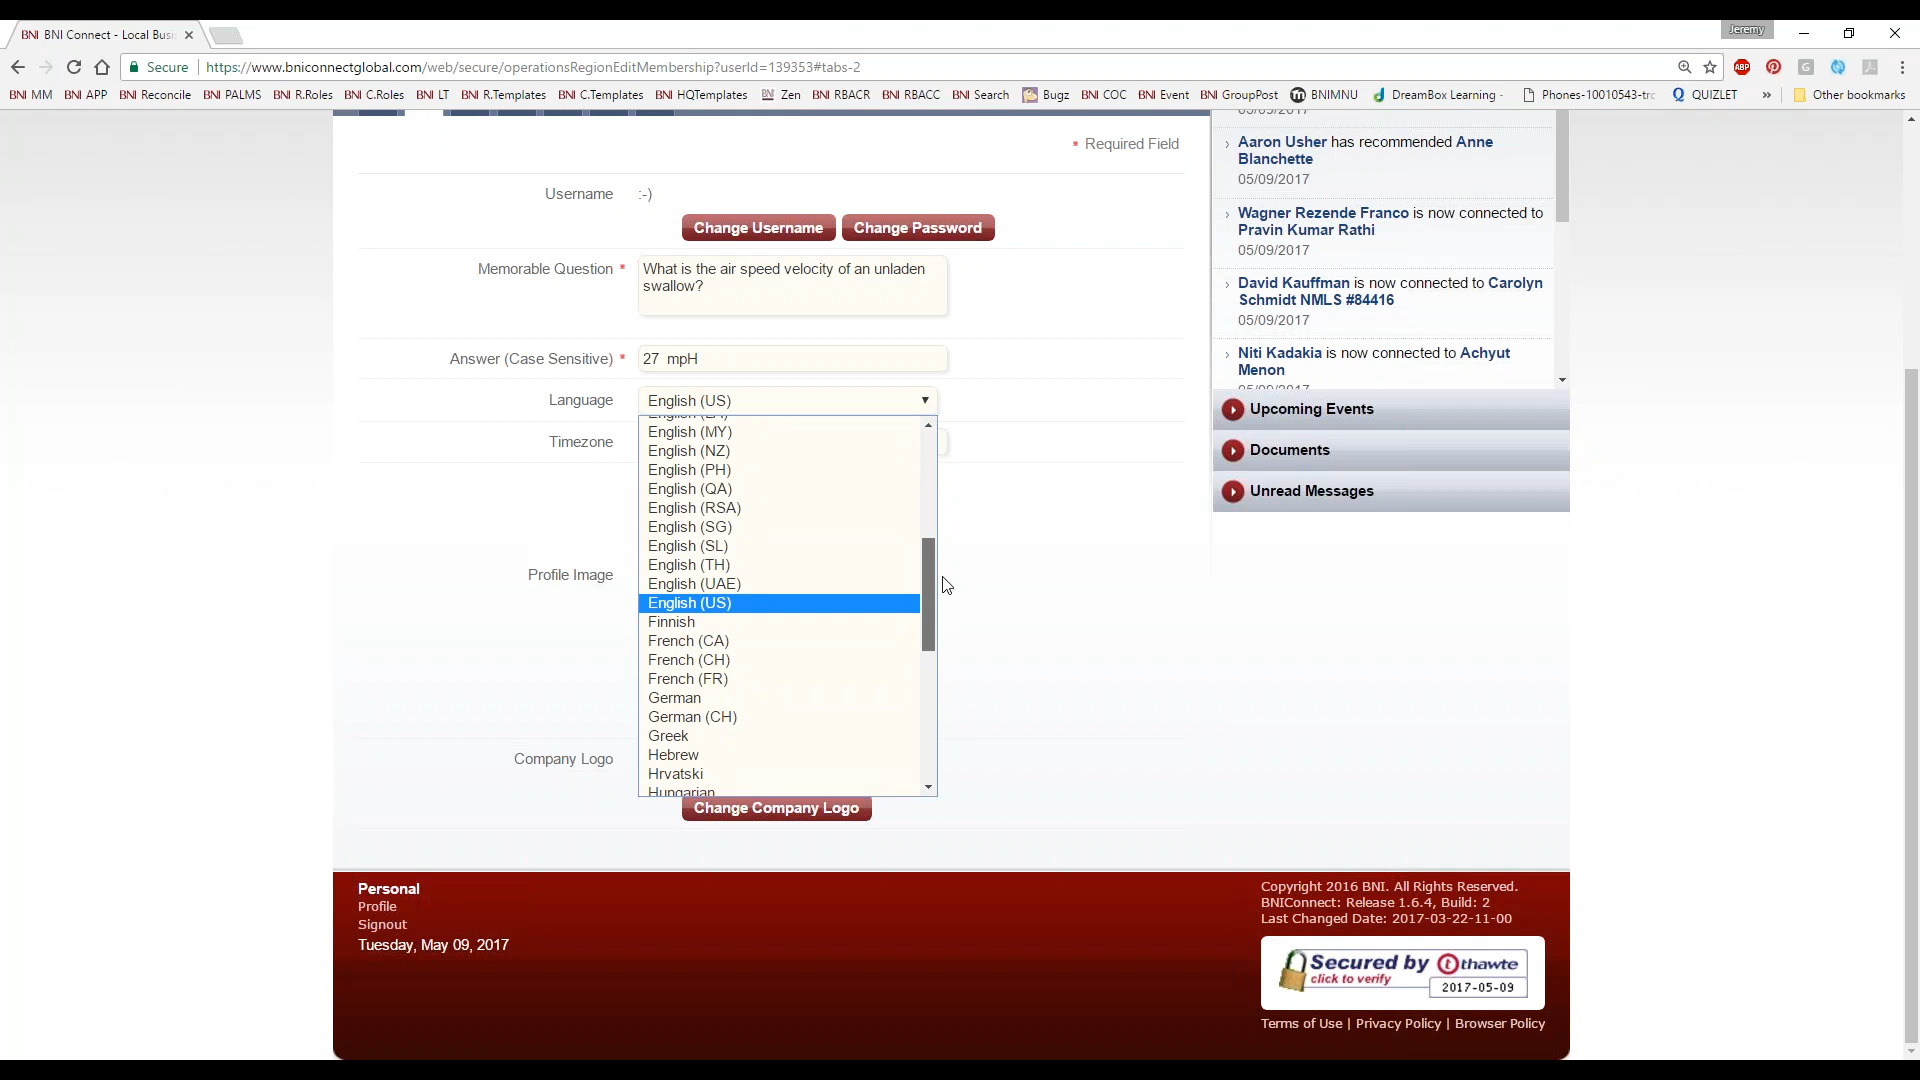 BNI BNI Connect - Local Busi
Jeremy
Secure https://www.bniconnectglobal.com/web/secure/operationsRegionEditMembership?userId=139353#tabs-2
ABP
BNI MM BNI APP BNI Reconcile BNI PALMS BNI R.Roles BNI C.Roles BNI LT BNI R.Templates BNI C.Templates BNI HQTemplates BN Zen BNI RBACR BNI RBACC BNI Search Bugz BNI COC BNI Event BNI GroupPost BNIMNU DreamBox Learning - Phones-10010543-trc QUIZLET » Other bookmarks
* Required Field
Username :-)
Change Username Change Password
Memorable Question * What is the air speed velocity of an unladen
swallow?
Answer (Case Sensitive) * 27 mpH
Language English (US)
Timezone
English (MY)
English (NZ)
English (PH)
English (QA)
English (RSA)
English (SG)
English (SL)
English (TH)
English (UAE)
English (US)
Finnish
French (CA)
French (CH)
French (FR)
German
German (CH)
Greek
Hebrew
Hrvatski
Hungarian
Profile Image
Company Logo
Change Company Logo
05/09/2017
Aaron Usher has recommended Anne
Blanchette
05/09/2017
Wagner Rezende Franco is now connected to
Pravin Kumar Rathi
05/09/2017
David Kauffman is now connected to Carolyn
Schmidt NMLS #84416
05/09/2017
Niti Kadakia is now connected to Achyut
Menon
05/09/2017
Upcoming Events
Documents
Unread Messages
Personal
Profile
Signout
Tuesday, May 09, 2017
Copyright 2016 BNI. All Rights Reserved.
BNIConnect: Release 1.6.4, Build: 2
Last Changed Date: 2017-03-22-11-00
Secured by thawte
click to verify
2017-05-09
Terms of Use | Privacy Policy | Browser Policy